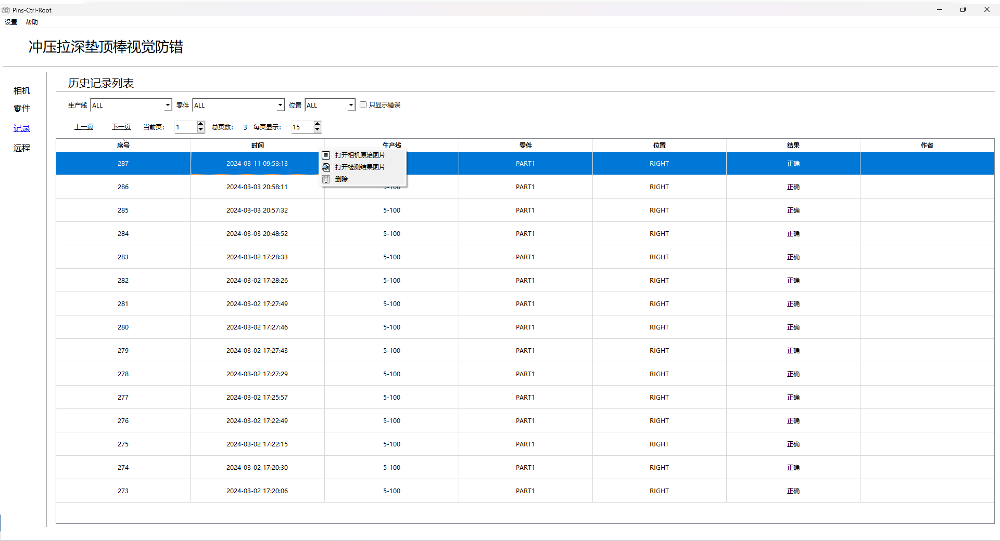 Pins-Ctrl-Root
设置 帮助
冲压拉深垫顶棒视觉防错
相机
零件
记录
远程
历史记录列表
生产线 ALL 零件 ALL 位置 ALL 只显示错误
上一页 下一页 当前页： 1 总页数： 3 每页显示： 15
序号 时间 生产线 零件 位置 结果 作者
287 2024-03-11 09:53:13 PART1 RIGHT 正确
打开相机原始图片
打开检测结果图片
删除
286 2024-03-03 20:58:11 5-100 PART1 RIGHT 正确
285 2024-03-03 20:57:32 5-100 PART1 RIGHT 正确
284 2024-03-03 20:48:52 5-100 PART1 RIGHT 正确
283 2024-03-02 17:28:33 5-100 PART1 RIGHT 正确
282 2024-03-02 17:28:26 5-100 PART1 RIGHT 正确
281 2024-03-02 17:27:49 5-100 PART1 RIGHT 正确
280 2024-03-02 17:27:46 5-100 PART1 RIGHT 正确
279 2024-03-02 17:27:43 5-100 PART1 RIGHT 正确
278 2024-03-02 17:27:29 5-100 PART1 RIGHT 正确
277 2024-03-02 17:25:57 5-100 PART1 RIGHT 正确
276 2024-03-02 17:22:49 5-100 PART1 RIGHT 正确
275 2024-03-02 17:22:15 5-100 PART1 RIGHT 正确
274 2024-03-02 17:20:30 5-100 PART1 RIGHT 正确
273 2024-03-02 17:20:06 5-100 PART1 RIGHT 正确